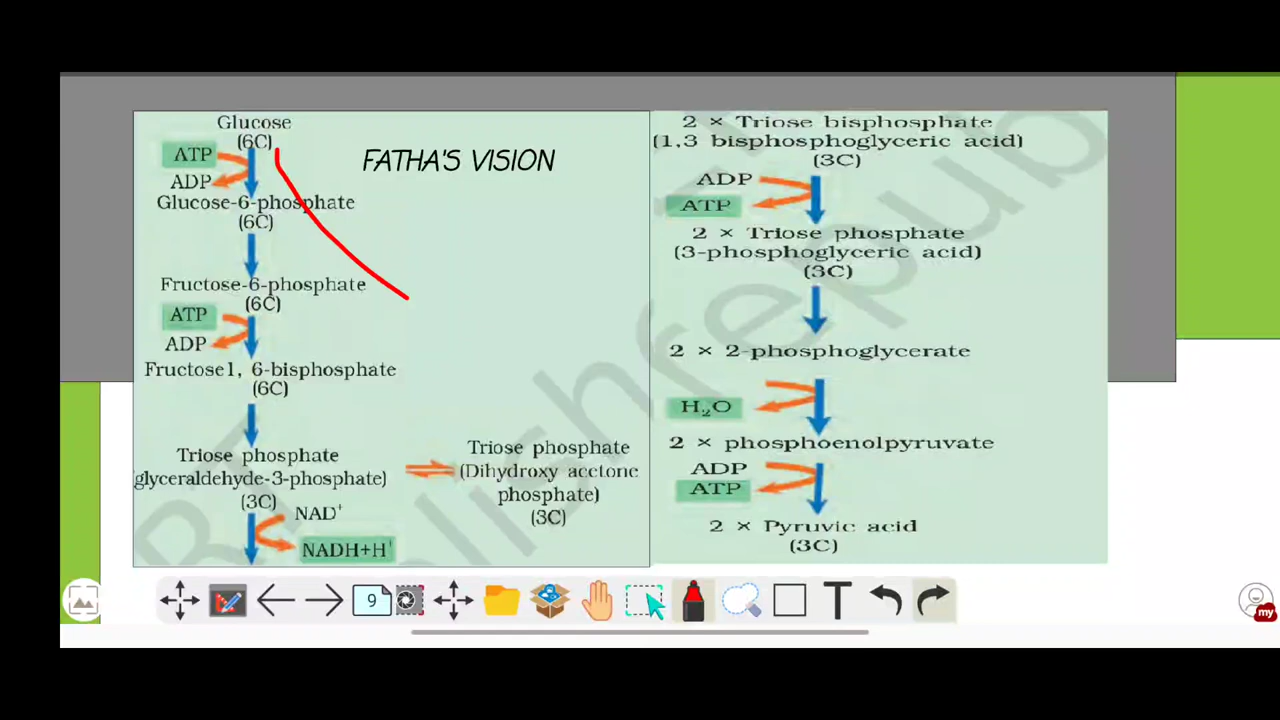 Glucose
(6C)
ATP
ADP
Glucose-6-phosphate
(6C)
Fructose-6-phosphate
(6C)
ATP
ADP
Fructose1, 6-bisphosphate
(6C)
Triose phosphate
glyceraldehyde-3-phosphate)
(3C)
NAD+
NADH+H+
Triose phosphate
(Dihydroxy acetone
phosphate)
(3C)
FATHA'S VISION
2 × Triose bisphosphate
(1,3 bisphosphoglyceric acid)
(3C)
ADP
ATP
2 × Triose phosphate
(3-phosphoglyceric acid)
(3C)
2 × 2-phosphoglycerate
H₂O
2 × phosphoenolpyruvate
ADP
ATP
2 × Pyruvic acid
(3C)
9
T
my